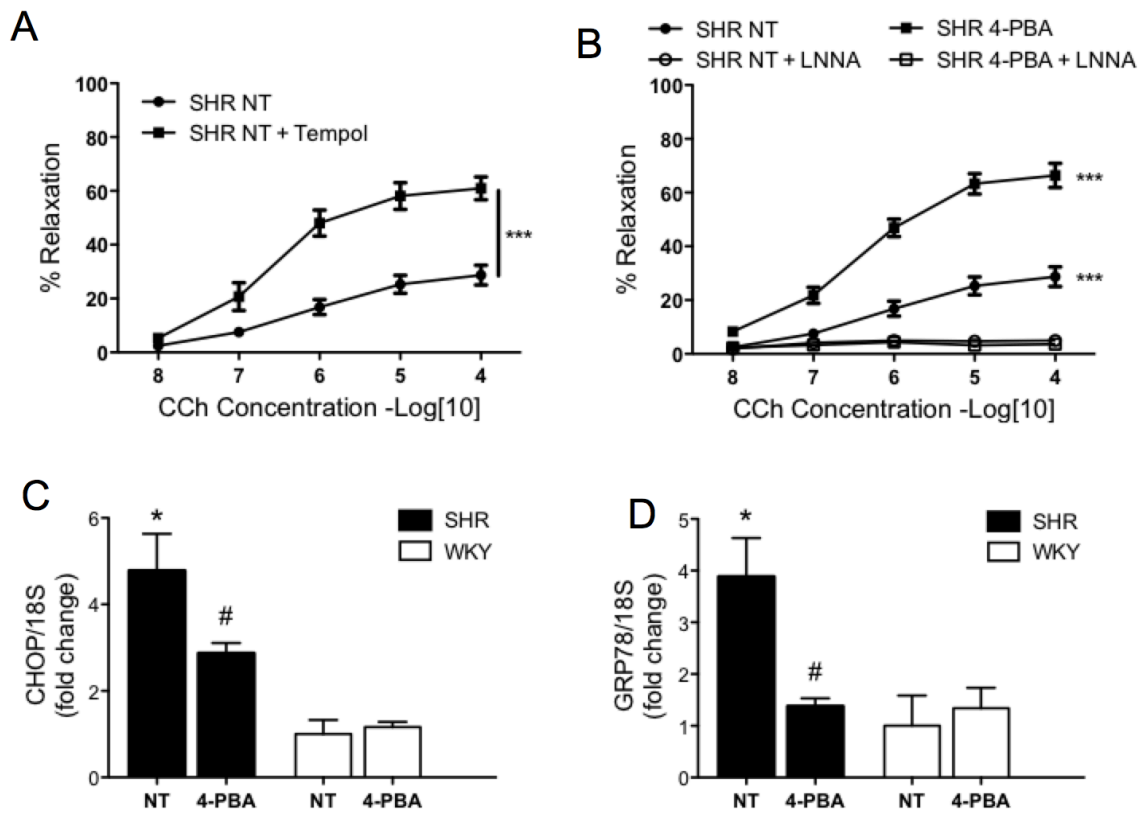 A
SHR NT
SHR NT + Tempol
% Relaxation
100
80
60
40
20
0
***
8 7 6 5 4
CCh Concentration -Log[10]
B
SHR NT
SHR 4-PBA
SHR NT + LNNA
SHR 4-PBA + LNNA
% Relaxation
100
80
60
40
20
0
***
***
8 7 6 5 4
CCh Concentration -Log[10]
C
SHR
WKY
CHOP/18S
(fold change)
6
4
2
0
*
#
NT 4-PBA NT 4-PBA
D
SHR
WKY
GRP78/18S
(fold change)
5
4
3
2
1
0
*
#
NT 4-PBA NT 4-PBA